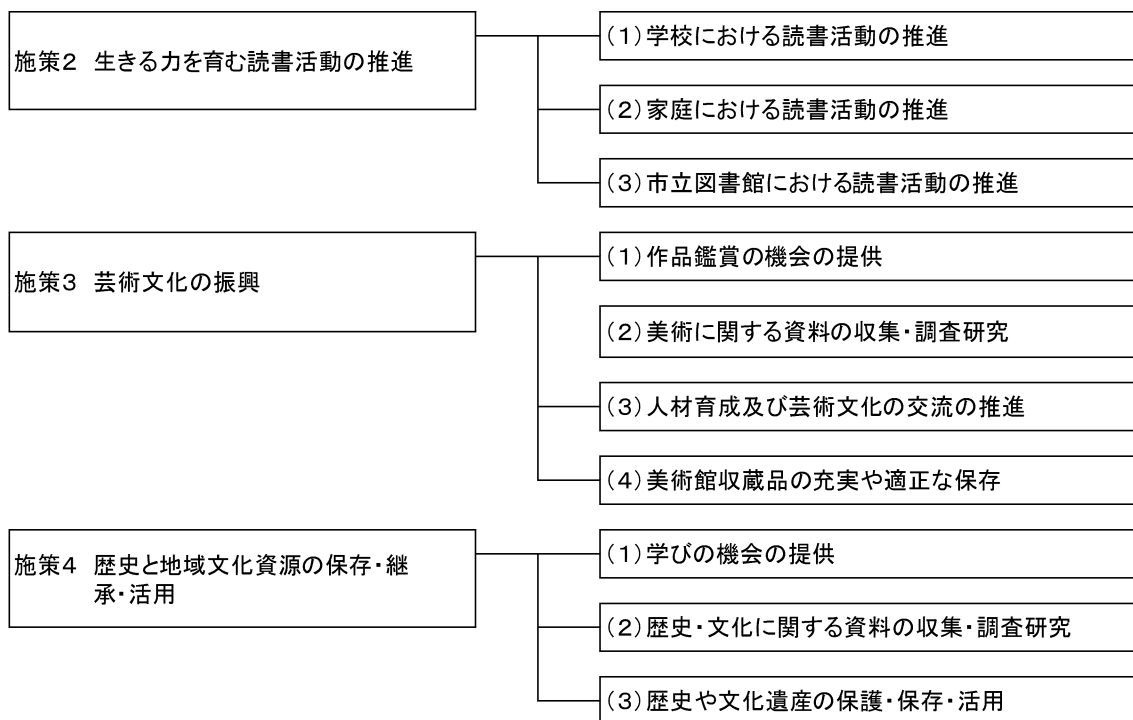 施策2 生きる力を育む読書活動の推進
(1)学校における読書活動の推進
(2)家庭における読書活動の推進
(3)市立図書館における読書活動の推進
施策3 芸術文化の振興
(1)作品鑑賞の機会の提供
(2)美術に関する資料の収集・調査研究
(3)人材育成及び芸術文化の交流の推進
(4)美術館収蔵品の充実や適正な保存
施策4 歴史と地域文化資源の保存・継
承・活用
(1)学びの機会の提供
(2)歴史・文化に関する資料の収集・調査研究
(3)歴史や文化遺産の保護・保存・活用